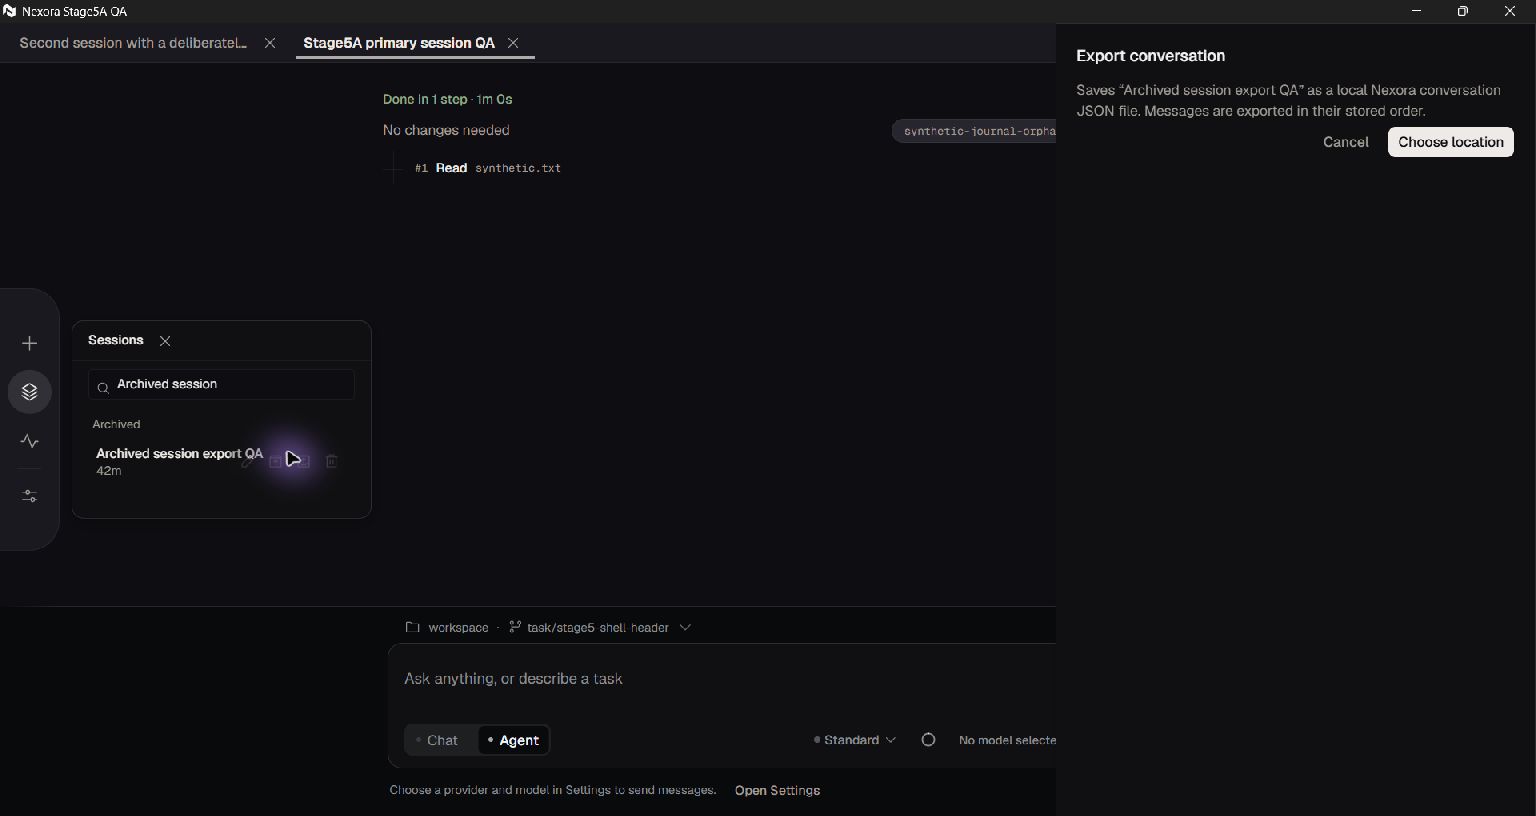 Nexora Stage5A QA
Second session with a deliberatel...
Stage5A primary session QA
Done in 1 step · 1m 0s
No changes needed
synthetic-journal-orpha
#1 Read synthetic.txt
Sessions
Archived session
Archived
Archived session export QA
42m
workspace · task/stage5-shell-header
Ask anything, or describe a task
Chat
Agent
Standard
No model selecte
Choose a provider and model in Settings to send messages. Open Settings
Export conversation
Saves “Archived session export QA” as a local Nexora conversation
JSON file. Messages are exported in their stored order.
Cancel
Choose location